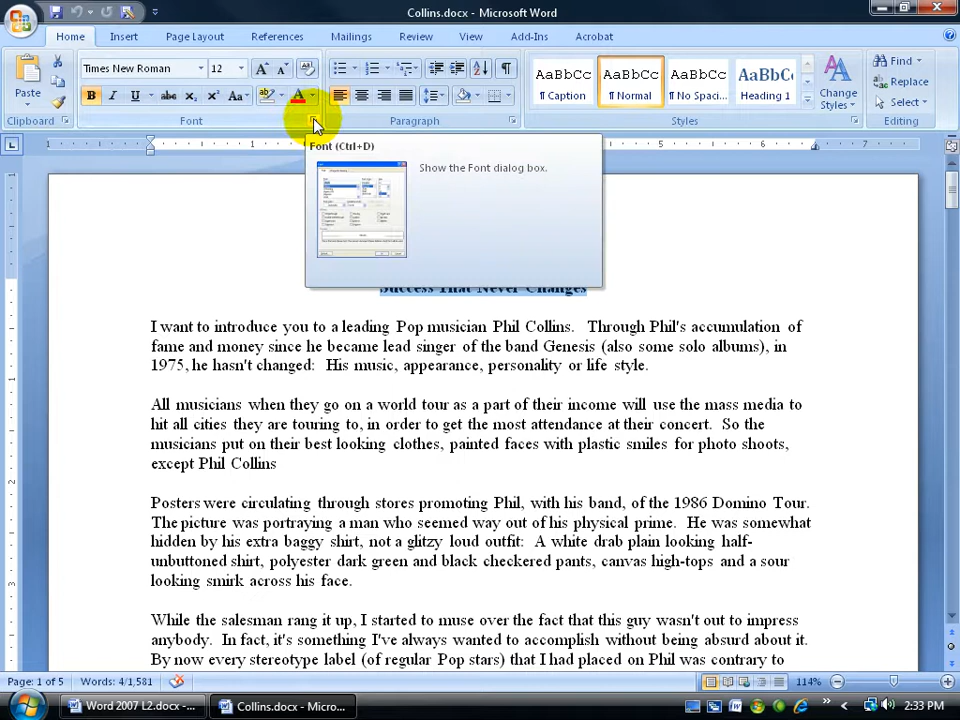 Collins.docx - Microsoft Word
Home Insert Page Layout References Mailings Review View Add-Ins Acrobat
Paste
Times New Roman 12
AaBbCc AaBbCc AaBbCc AaBbC
¶ Caption ¶ Normal ¶ No Spaci... Heading 1
Change Styles
Find
Replace
Select
Clipboard Font Paragraph Styles Editing
Font (Ctrl+D)
Show the Font dialog box.
Success That Never Changes
I want to introduce you to a leading Pop musician Phil Collins. Through Phil's accumulation of
fame and money since he became lead singer of the band Genesis (also some solo albums), in
1975, he hasn't changed: His music, appearance, personality or life style.
All musicians when they go on a world tour as a part of their income will use the mass media to
hit all cities they are touring to, in order to get the most attendance at their concert. So the
musicians put on their best looking clothes, painted faces with plastic smiles for photo shoots,
except Phil Collins
Posters were circulating through stores promoting Phil, with his band, of the 1986 Domino Tour.
The picture was portraying a man who seemed way out of his physical prime. He was somewhat
hidden by his extra baggy shirt, not a glitzy loud outfit: A white drab plain looking half-
unbuttoned shirt, polyester dark green and black checkered pants, canvas high-tops and a sour
looking smirk across his face.
While the salesman rang it up, I started to muse over the fact that this guy wasn't out to impress
anybody. In fact, it's something I've always wanted to accomplish without being absurd about it.
By now every stereotype label (of regular Pop stars) that I had placed on Phil was contrary to
Page: 1 of 5 Words: 4/1,581 114%
Word 2007 L2.docx -... Collins.docx - Micro... 2:33 PM